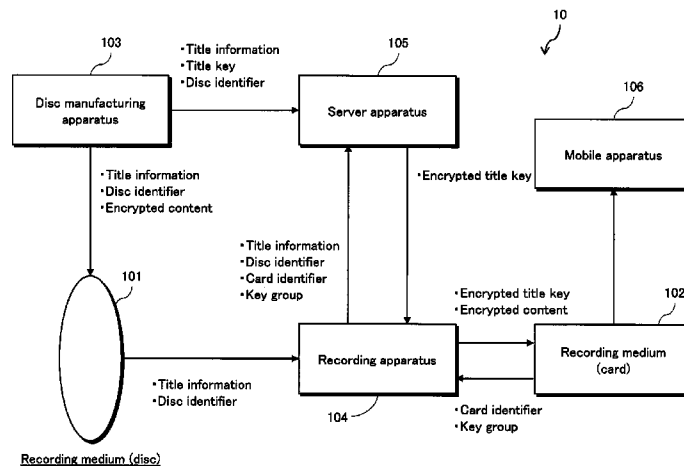 10
103
105
106
・Title information
・Title key
・Disc identifier
Disc manufacturing
apparatus
Server apparatus
Mobile apparatus
・Encrypted title key
・Title information
・Disc identifier
・Encrypted content
・Title information
・Disc identifier
・Card identifier
・Key group
101
102
・Encrypted title key
・Encrypted content
Recording apparatus
Recording medium
(card)
・Title information
・Disc identifier
104
・Card identifier
・Key group
Recording medium (disc)